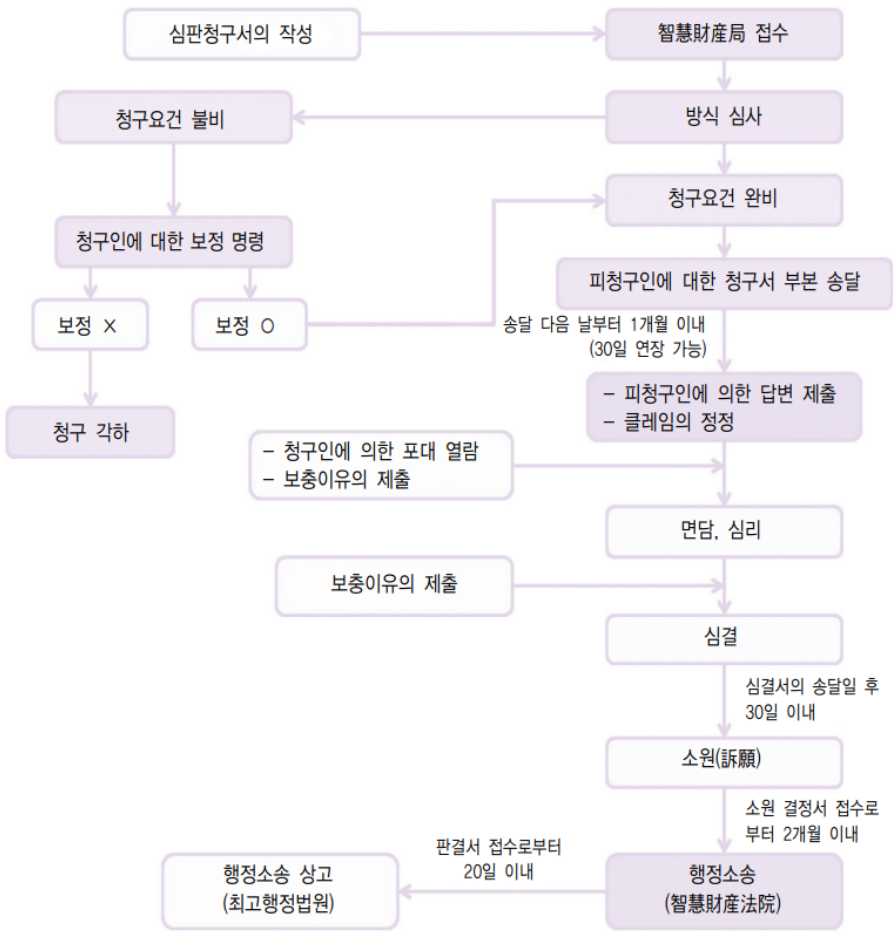 심판청구서의 작성
智慧財産局 접수
청구요건 불비
방식 심사
청구요건 완비
청구인에 대한 보정 명령
피청구인에 대한 청구서 부본 송달
보정 ×
보정 ○
송달 다음 날부터 1개월 이내
(30일 연장 가능)
청구 각하
– 피청구인에 의한 답변 제출
– 클레임의 정정
– 청구인에 의한 포대 열람
– 보충이유의 제출
면담, 심리
보충이유의 제출
심결
심결서의 송달일 후
30일 이내
소원(訴願)
소원 결정서 접수로
부터 2개월 이내
판결서 접수로부터
20일 이내
행정소송 상고
(최고행정법원)
행정소송
(智慧財産法院)